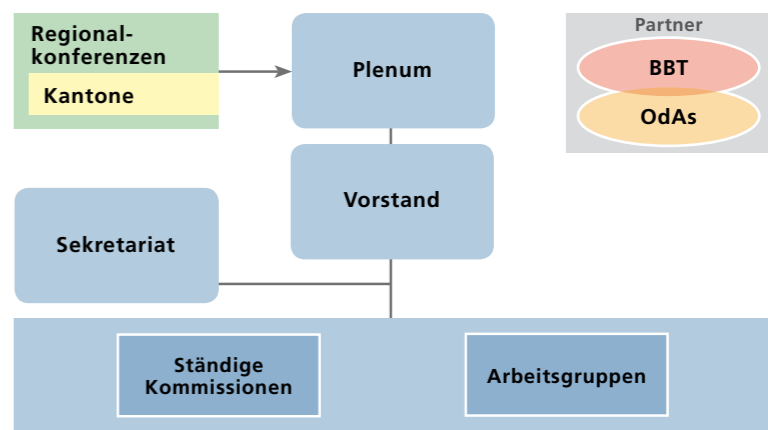 Regional-
konferenzen
Kantone
Plenum
Partner
BBT
OdAs
Vorstand
Sekretariat
Ständige
Kommissionen
Arbeitsgruppen